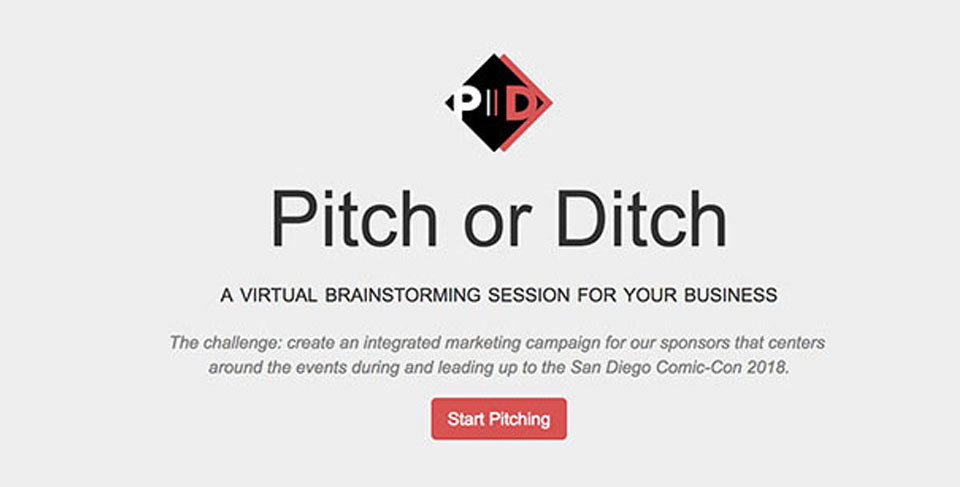 P||D
Pitch or Ditch
A VIRTUAL BRAINSTORMING SESSION FOR YOUR BUSINESS
The challenge: create an integrated marketing campaign for our sponsors that centers
around the events during and leading up to the San Diego Comic-Con 2018.
Start Pitching